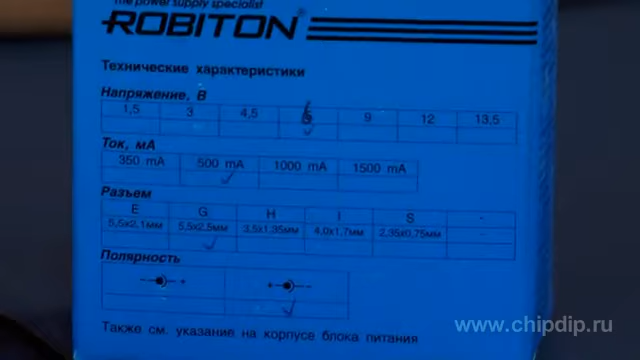 The power supply specialist
ROBITON®
Технические характеристики
Напряжение, В
1,5 3 4,5 6 9 12 13,5
Ток, мА
350 mA 500 mA 1000 mA 1500 mA
Разъем
E G H I S -
5,5x2,1мм 5,5x2,5мм 3,5x1,35мм 4,0x1,7мм 2,35x0,75мм -
Полярность
- + + -
Также см. указание на корпусе блока питания
www.chipdip.ru